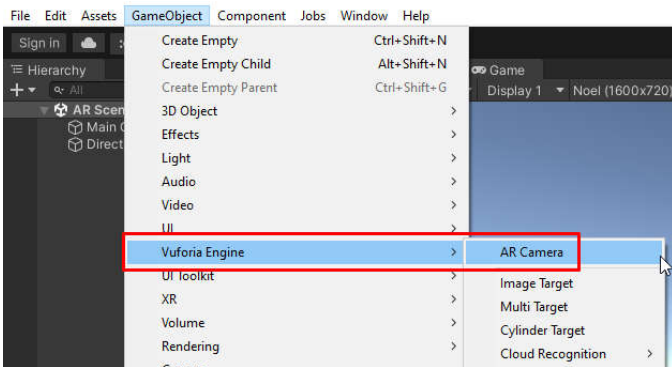 File Edit Assets GameObject Component Jobs Window Help
Sign in
Hierarchy
All
AR Scen
Main
Direct
Create Empty Ctrl+Shift+N
Create Empty Child Alt+Shift+N
Create Empty Parent Ctrl+Shift+G
3D Object
Effects
Light
Audio
Video
UI
Vuforia Engine
UI Toolkit
XR
Volume
Rendering
AR Camera
Image Target
Multi Target
Cylinder Target
Cloud Recognition
Game
Display 1 Noel (1600x720)